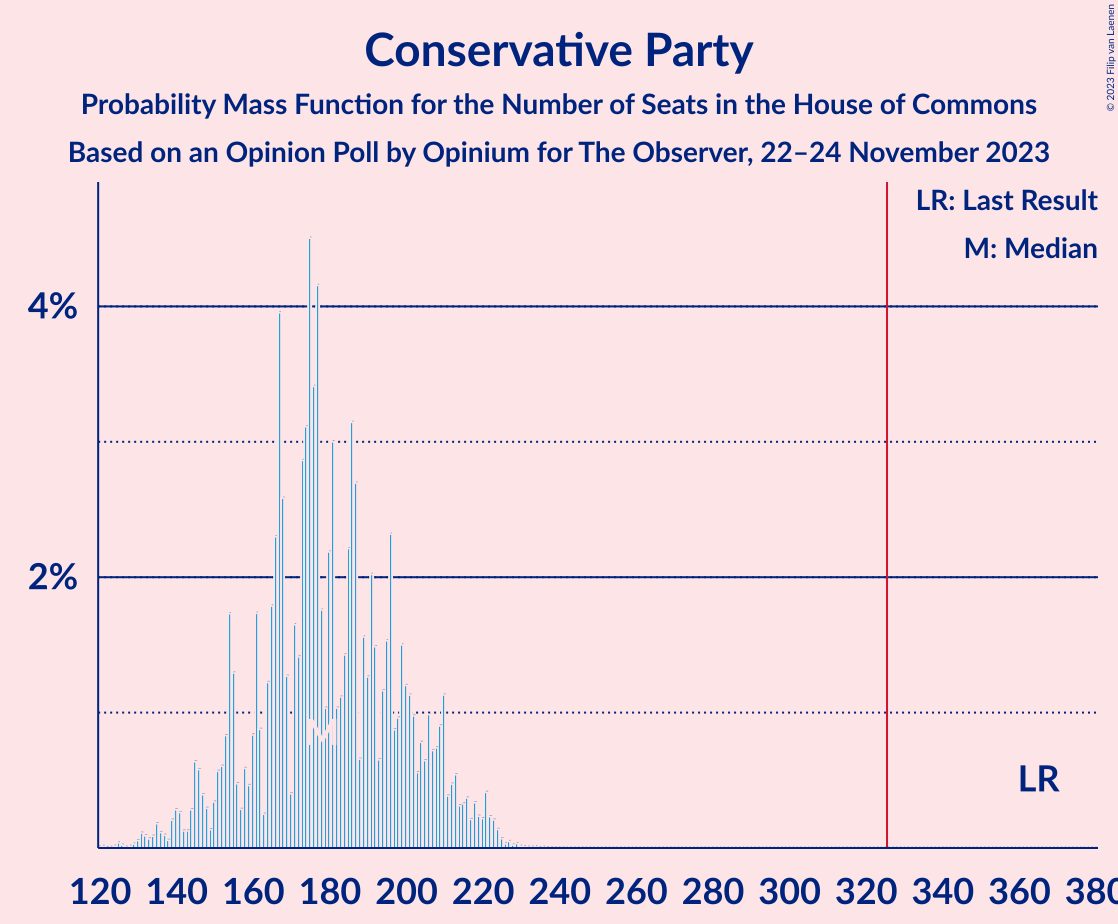 Conservative Party
Probability Mass Function for the Number of Seats in the House of Commons
Based on an Opinion Poll by Opinium for The Observer, 22–24 November 2023
© 2023 Filip van Laenen
LR: Last Result
M: Median
4%
2%
M
LR
120 140 160 180 200 220 240 260 280 300 320 340 360 380